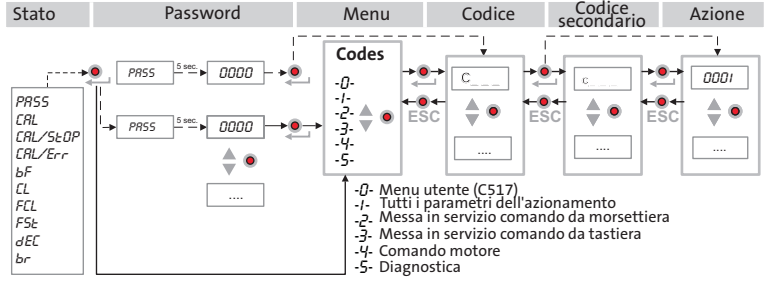 Stato Password Menu Codice Codice secondario Azione
PASS 5 sec. 0000
Codes
C_ _ _
c_ _ _
0001
-0-
-1-
-2-
-3-
-4-
-5-
ESC ESC ESC
PASS
CAL
CAL/StOP
CAL/Err
bF
CL
FCL
FSt
dEC
br
PASS 5 sec. 0000
....
....
....
....
-0- Menu utente (C517)
-1- Tutti i parametri dell'azionamento
-2- Messa in servizio comando da morsettiera
-3- Messa in servizio comando da tastiera
-4- Comando motore
-5- Diagnostica